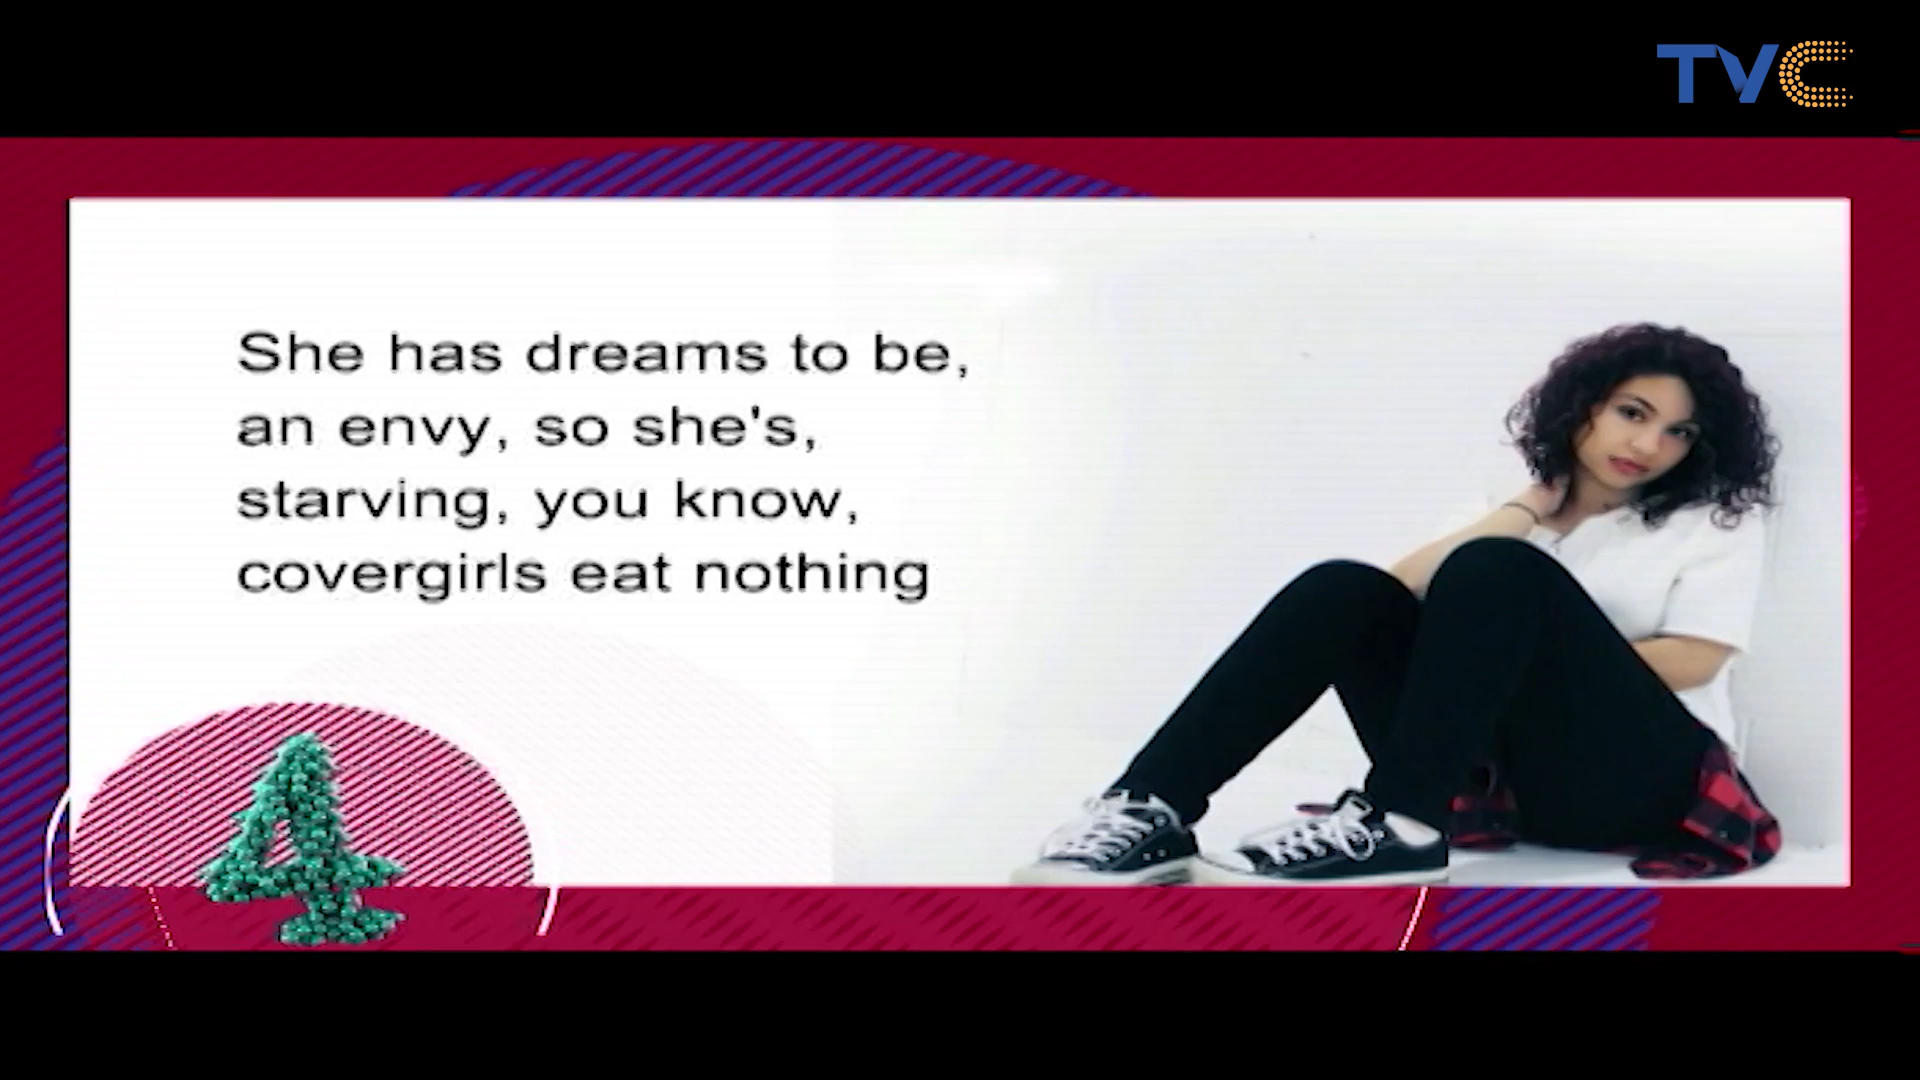 TVC
She has dreams to be,
an envy, so she's,
starving, you know,
covergirls eat nothing
4